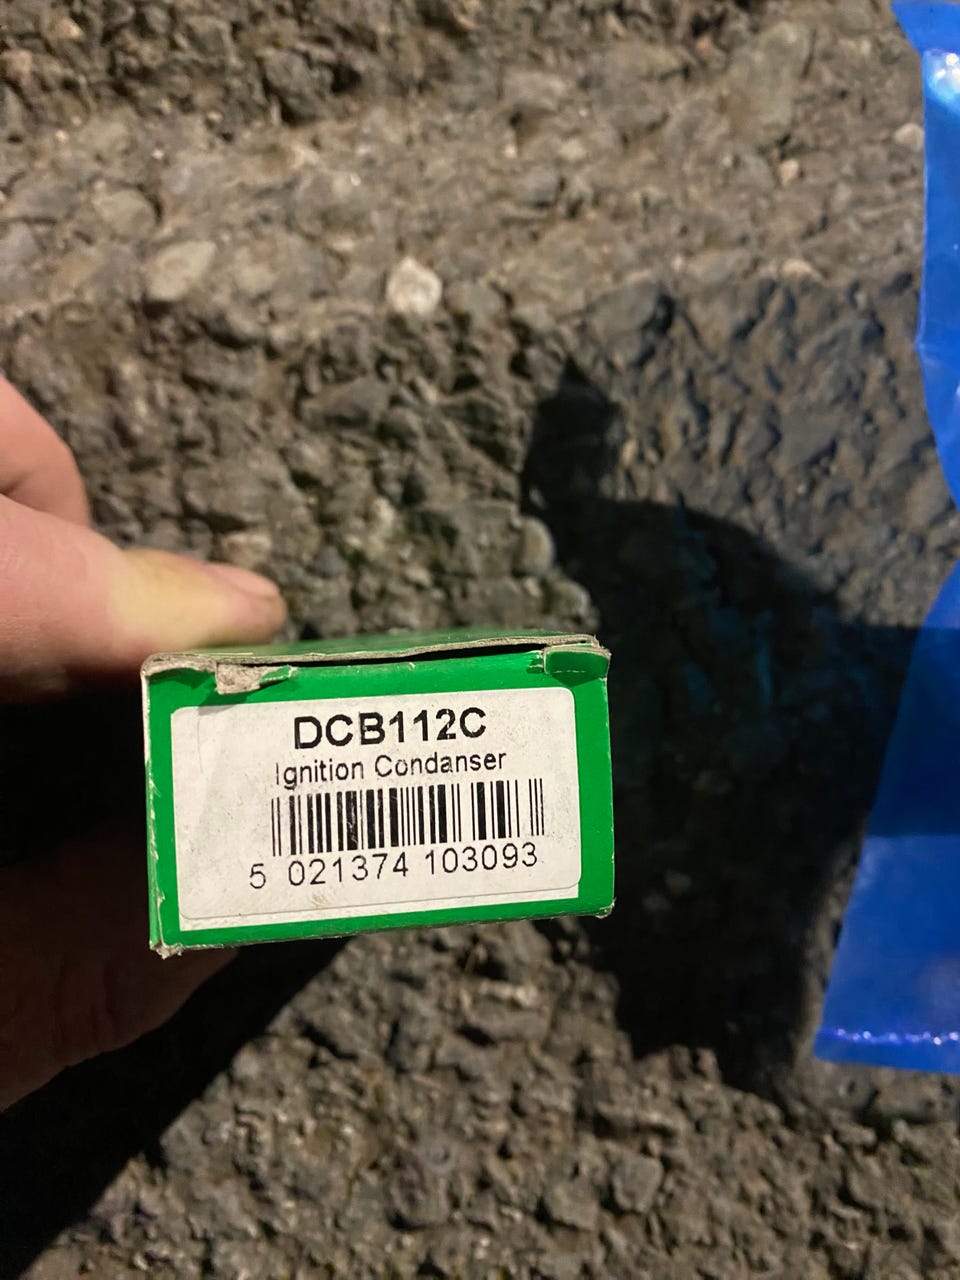 DCB112C
Ignition Condanser
5 021374 103093